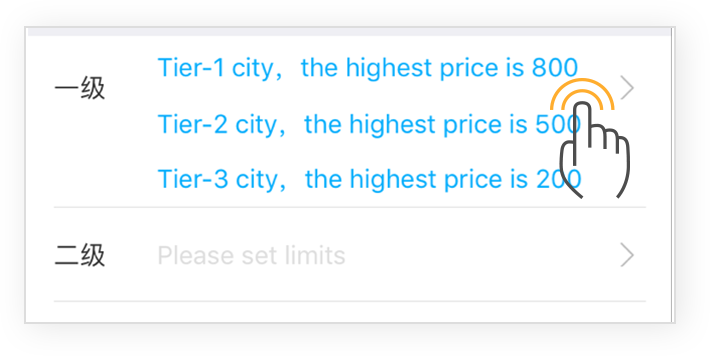 Tier-1 city，the highest price is 800
一级
Tier-2 city，the highest price is 500
Tier-3 city，the highest price is 200
二级 Please set limits